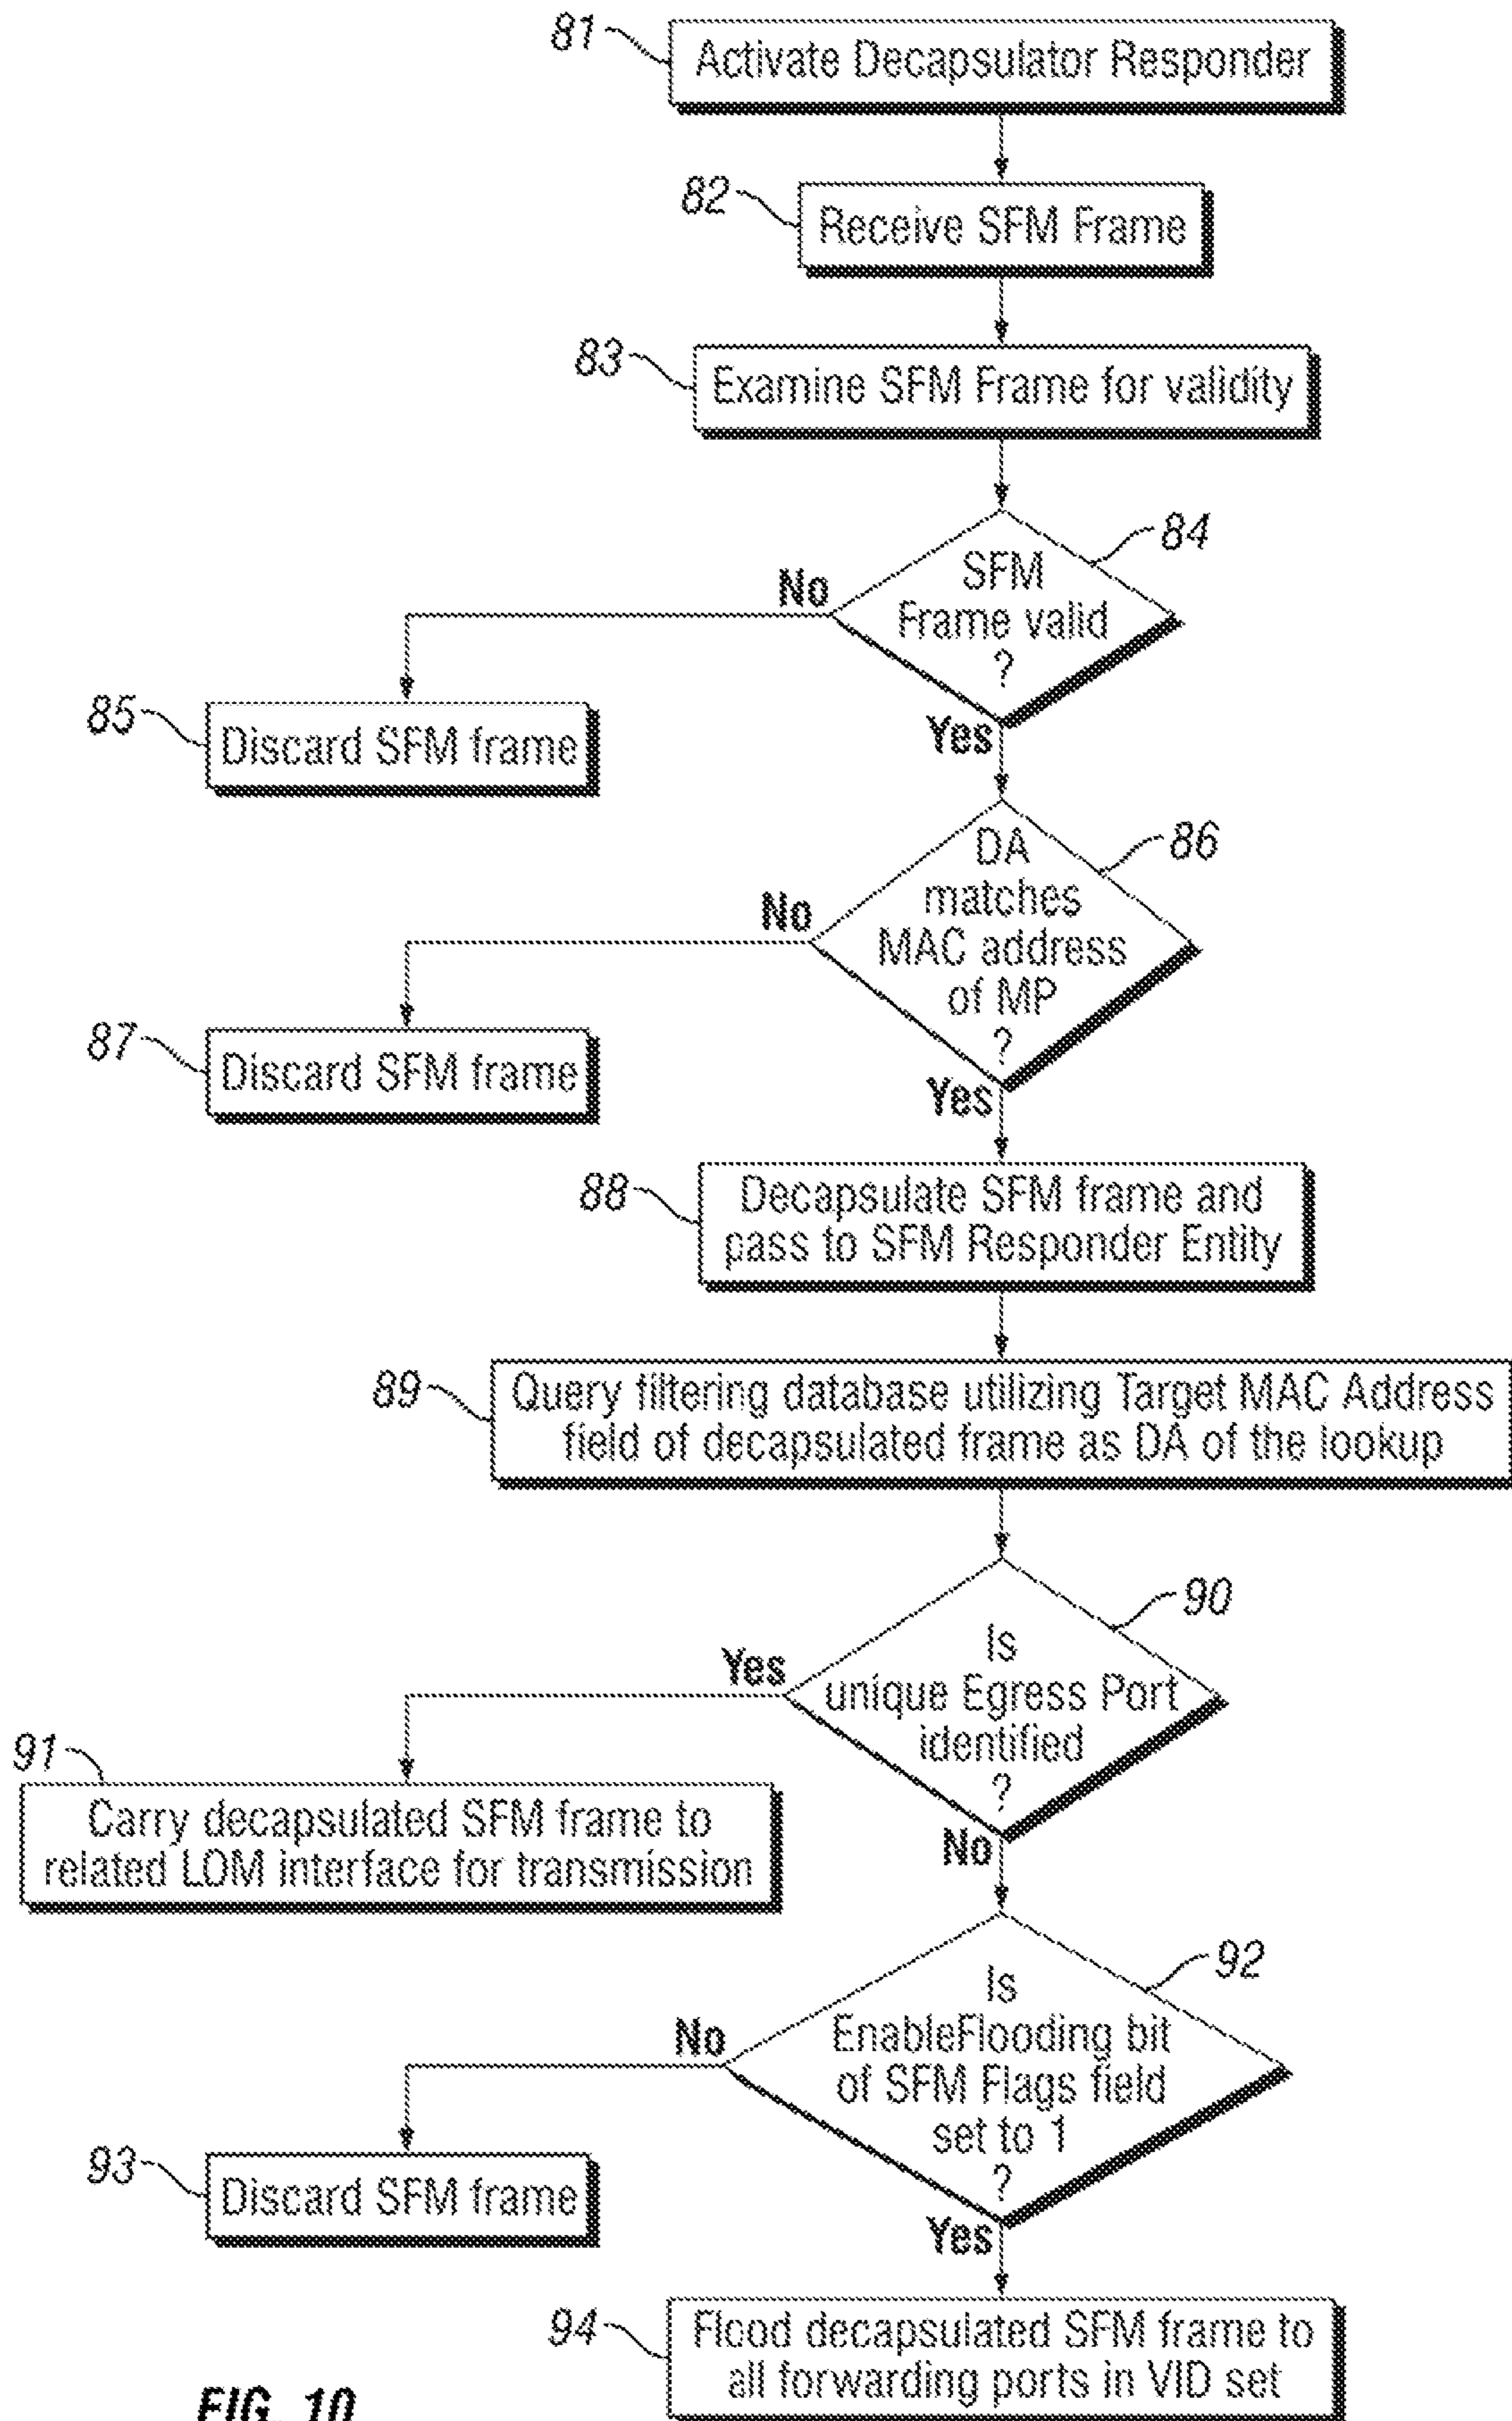 81
Activate Decapsulator Responder
82
Receive SFM Frame
83
Examine SFM Frame for validity
84
SFM
Frame valid
?
No
Yes
85
Discard SFM frame
86
DA
matches
MAC address
of MP
?
No
Yes
87
Discard SFM frame
88
Decapsulate SFM frame and
pass to SFM Responder Entity
89
Query filtering database utilizing Target MAC Address
field of decapsulated frame as DA of the lookup
90
Is
unique Egress Port
identified
?
Yes
No
91
Carry decapsulated SFM frame to
related LOM interface for transmission
92
Is
EnableFlooding bit
of SFM Flags field
set to 1
?
No
Yes
93
Discard SFM frame
94
Flood decapsulated SFM frame to
all forwarding ports in VID set
FIG. 10